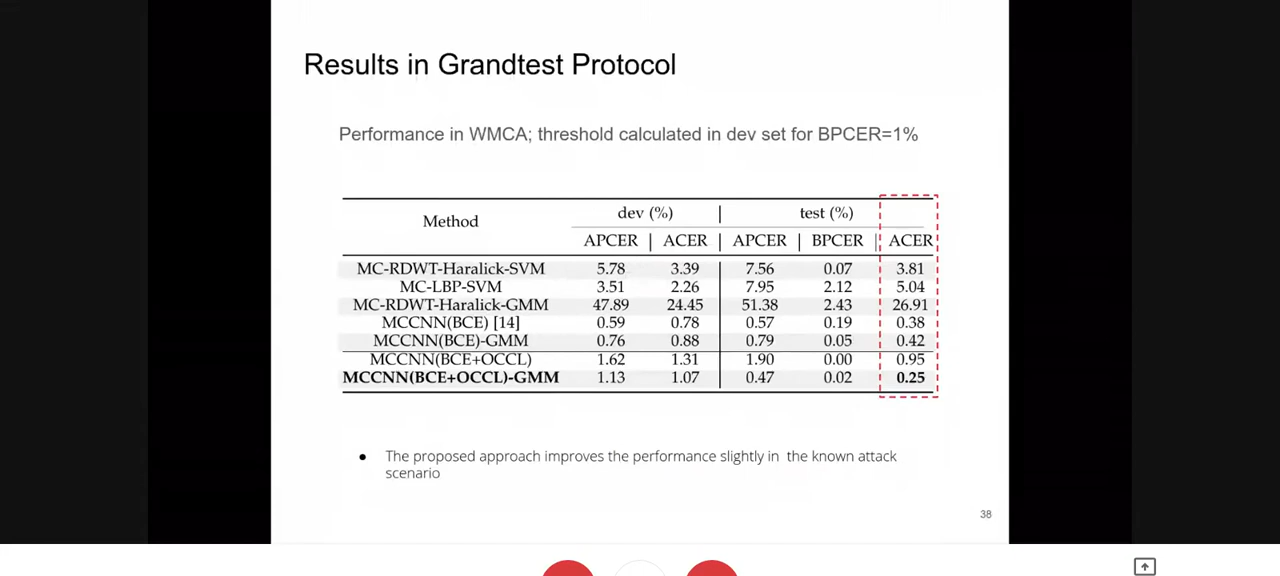 Results in Grandtest Protocol
Performance in WMCA; threshold calculated in dev set for BPCER=1%
Method dev (%) | test (%)
APCER | ACER | APCER | BPCER | ACER
MC-RDWT-Haralick-SVM 5.78 3.39 7.56 0.07 3.81
MC-LBP-SVM 3.51 2.26 7.95 2.12 5.04
MC-RDWT-Haralick-GMM 47.89 24.45 51.38 2.43 26.91
MCCNN(BCE) [14] 0.59 0.78 0.57 0.19 0.38
MCCNN(BCE)-GMM 0.76 0.88 0.79 0.05 0.42
MCCNN(BCE+OCCL) 1.62 1.31 1.90 0.00 0.95
MCCNN(BCE+OCCL)-GMM 1.13 1.07 0.47 0.02 0.25
● The proposed approach improves the performance slightly in the known attack
scenario
38